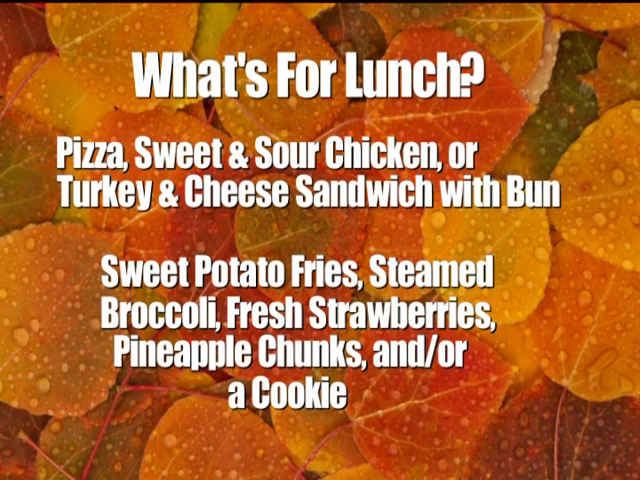 What's For Lunch?
Pizza, Sweet & Sour Chicken, or
Turkey & Cheese Sandwich with Bun
Sweet Potato Fries, Steamed
Broccoli, Fresh Strawberries,
Pineapple Chunks, and/or
a Cookie